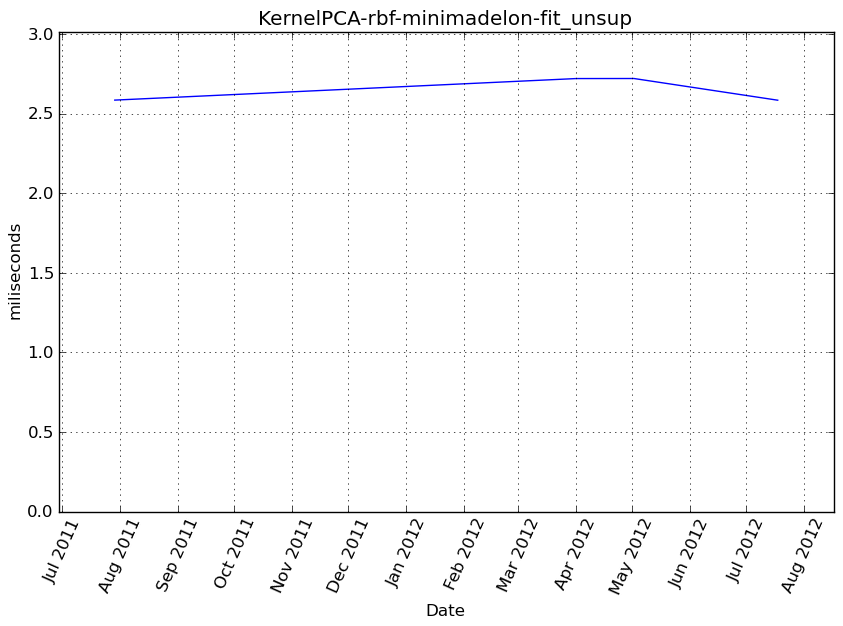 KernelPCA-rbf-minimadelon-fit_unsup
3.0
2.5
2.0
1.5
1.0
0.5
0.0
miliseconds
Jul 2011
Aug 2011
Sep 2011
Oct 2011
Nov 2011
Dec 2011
Jan 2012
Feb 2012
Mar 2012
Apr 2012
May 2012
Jun 2012
Jul 2012
Aug 2012
Date